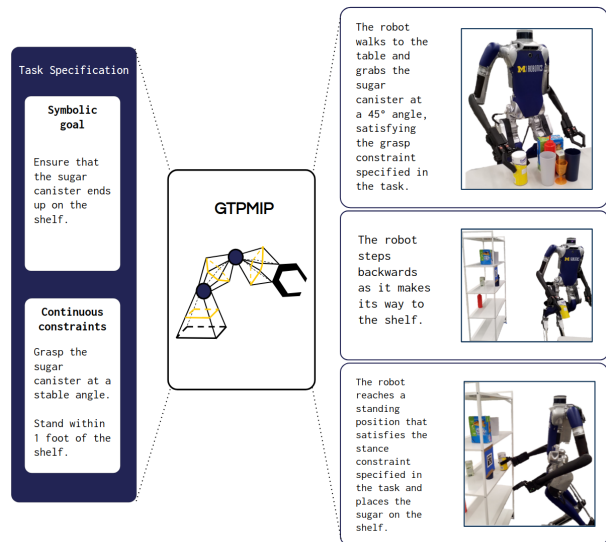 Task Specification
Symbolic
goal
Ensure that
the sugar
canister ends
up on the
shelf.
Continuous
constraints
Grasp the
sugar
canister at a
stable angle.
Stand within
1 foot of the
shelf.
GTPMIP
The robot
walks to the
table and
grabs the
sugar
canister at
a 45° angle,
satisfying
the grasp
constraint
specified in
the task.
M ROBOTICS
The robot
steps
backwards
as it makes
its way to
the shelf.
The robot
reaches a
standing
position that
satisfies the
stance
constraint
specified in
the task and
places the
sugar on the
shelf.